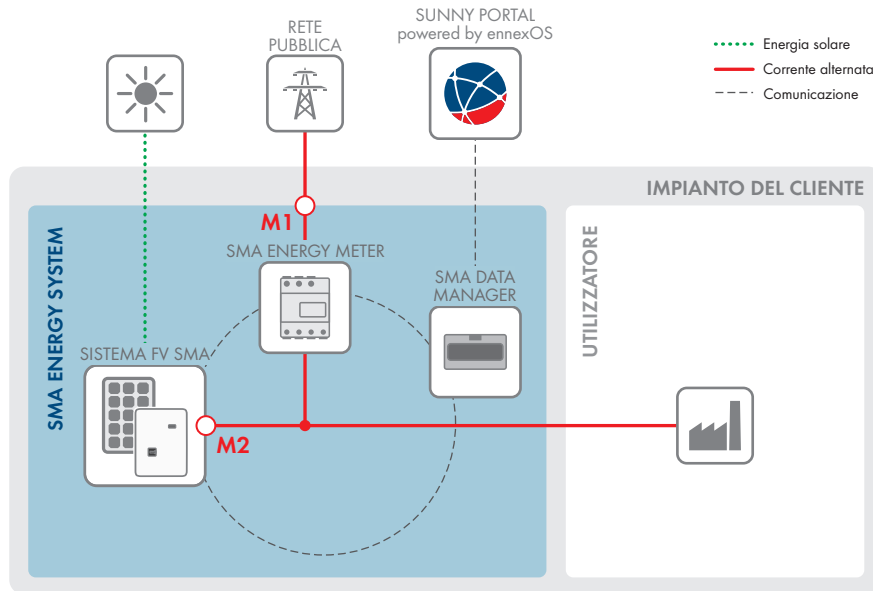 RETE
PUBBLICA
SUNNY PORTAL
powered by ennexOS
Energia solare
Corrente alternata
Comunicazione
IMPIANTO DEL CLIENTE
SMA ENERGY SYSTEM
M1
SMA ENERGY METER
SMA DATA
MANAGER
SISTEMA FV SMA
M2
UTILIZZATORE